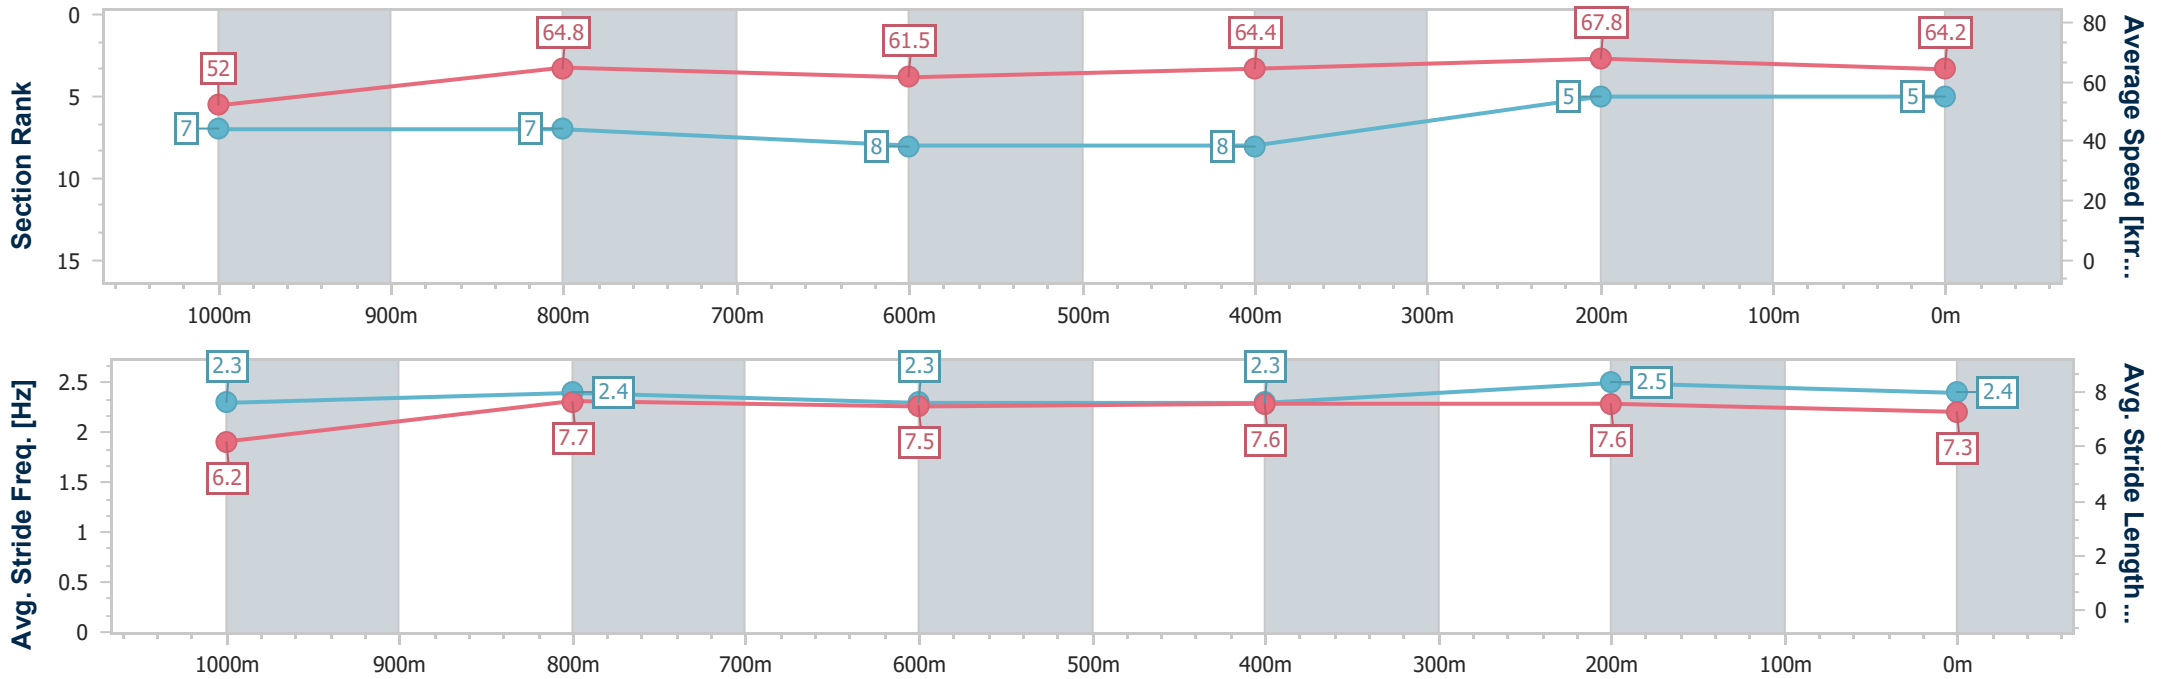 Section Rank
0
5
10
15
52
64.8
61.5
64.4
67.8
64.2
7
7
8
8
5
5
80
60
40
20
0
Average Speed [km...
1000m
900m
800m
700m
600m
500m
400m
300m
200m
100m
0m
Avg. Stride Freq. [Hz]
2.5
2
1.5
1
0.5
0
2.3
2.4
2.3
2.3
2.5
2.4
6.2
7.7
7.5
7.6
7.6
7.3
8
6
4
2
0
Avg. Stride Length ...
1000m
900m
800m
700m
600m
500m
400m
300m
200m
100m
0m